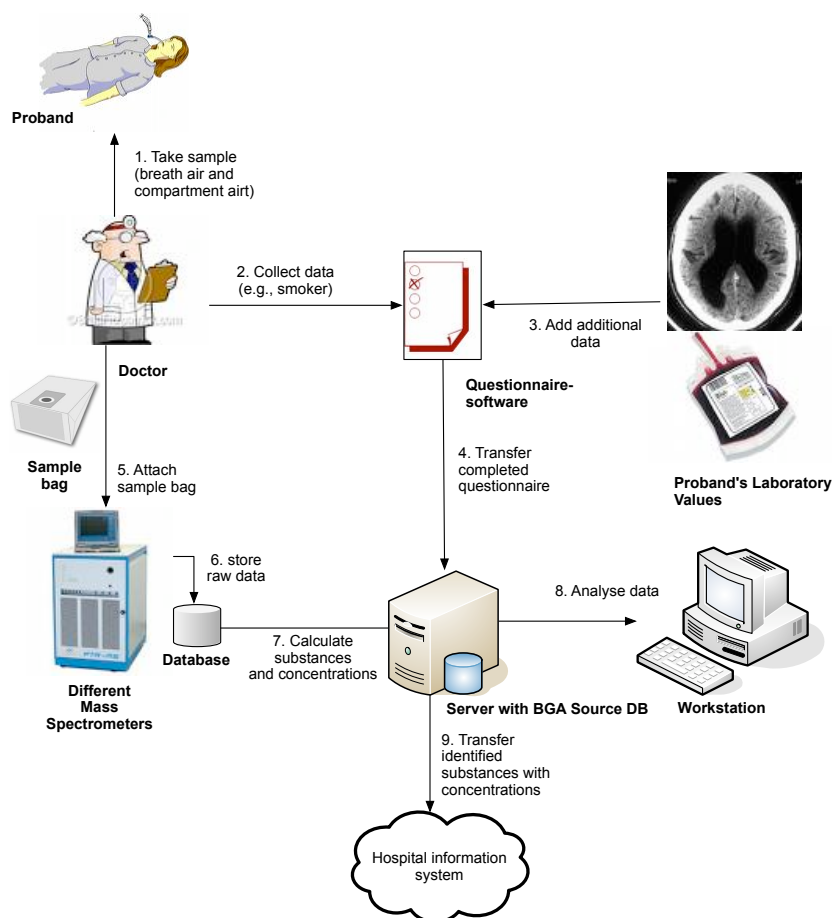 Proband
1. Take sample
(breath air and
compartment airt)
2. Collect data
(e.g., smoker)
3. Add additional
data
Doctor
Questionnaire-
software
Sample
bag
5. Attach
sample bag
4. Transfer
completed
questionnaire
Proband's Laboratory
Values
6. store
raw data
8. Analyse data
Database
7. Calculate
substances
and concentrations
Different
Mass
Spectrometers
Server with BGA Source DB
Workstation
9. Transfer
identified
substances with
concentrations
Hospital information
system